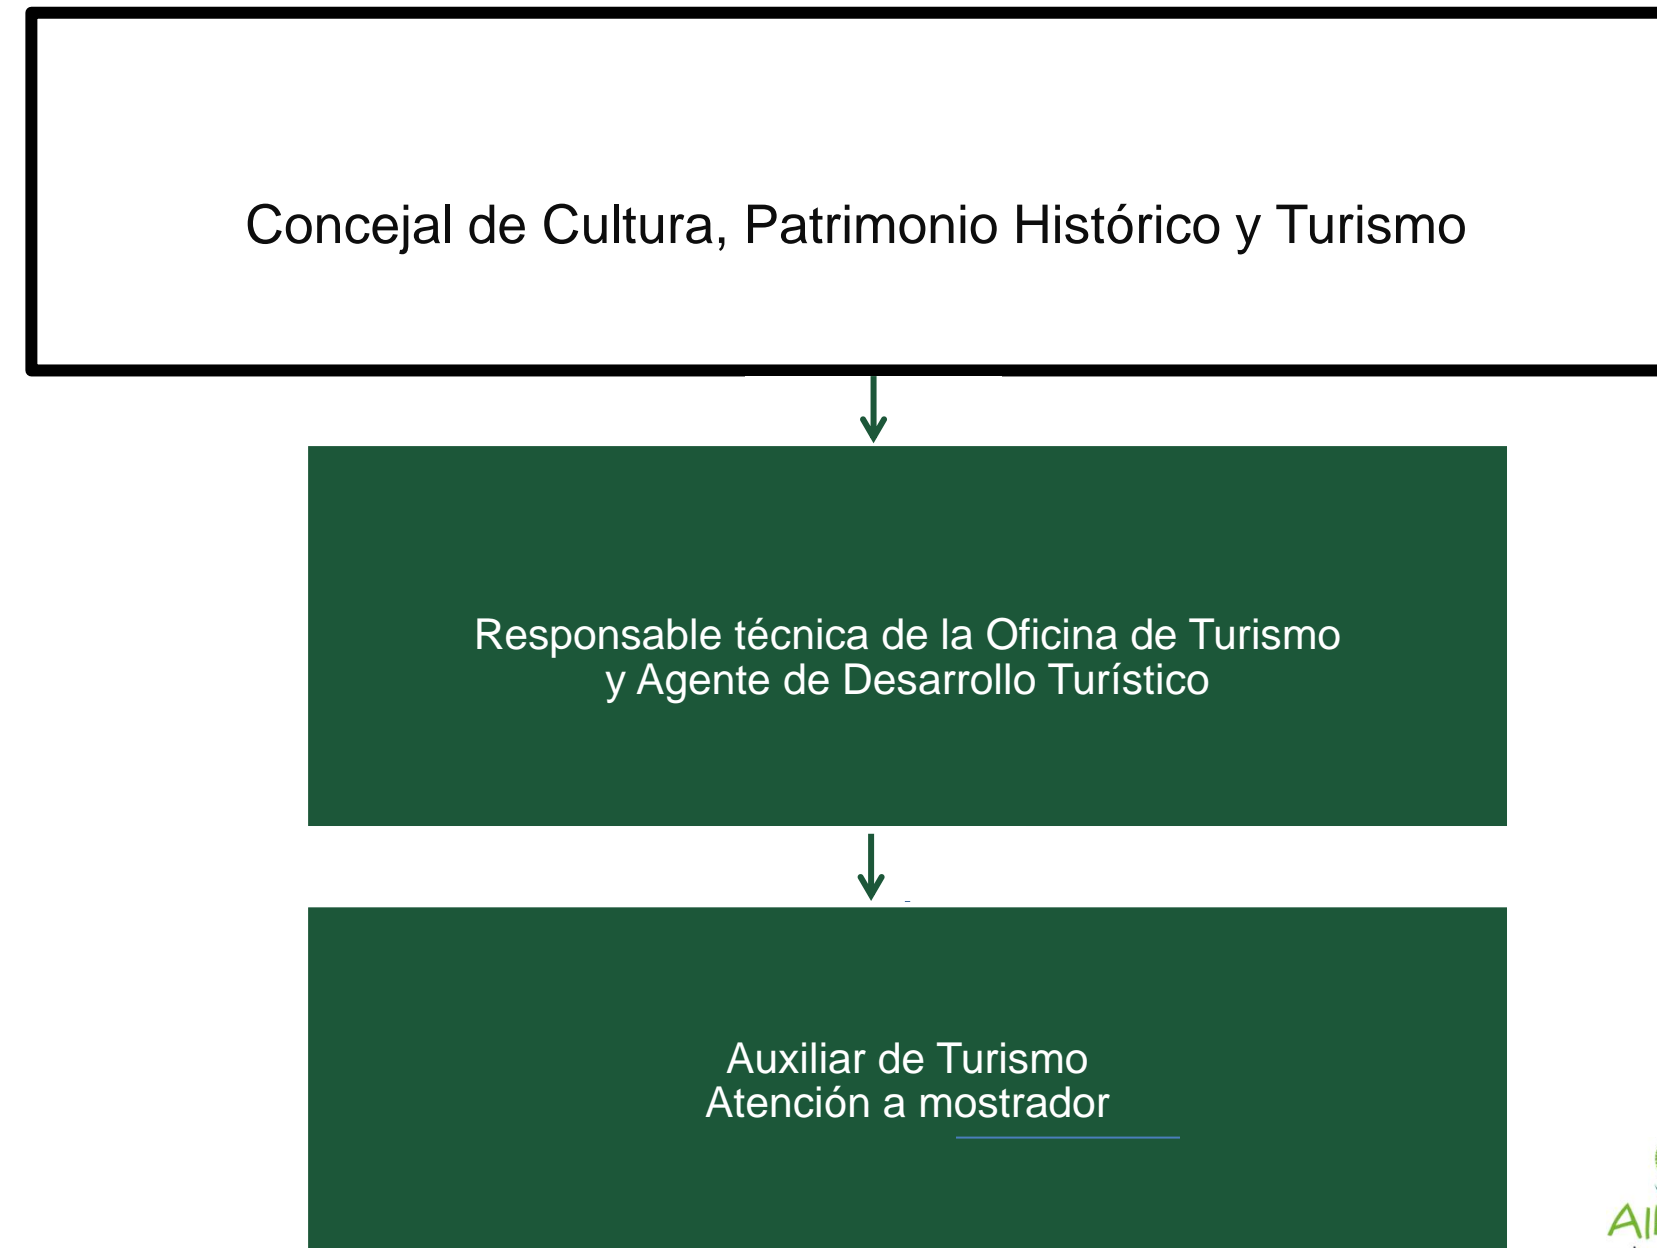 Concejal de Cultura, Patrimonio Histórico y Turismo
Responsable técnica de la Oficina de Turismo
y Agente de Desarrollo Turístico
Auxiliar de Turismo
Atención a mostrador